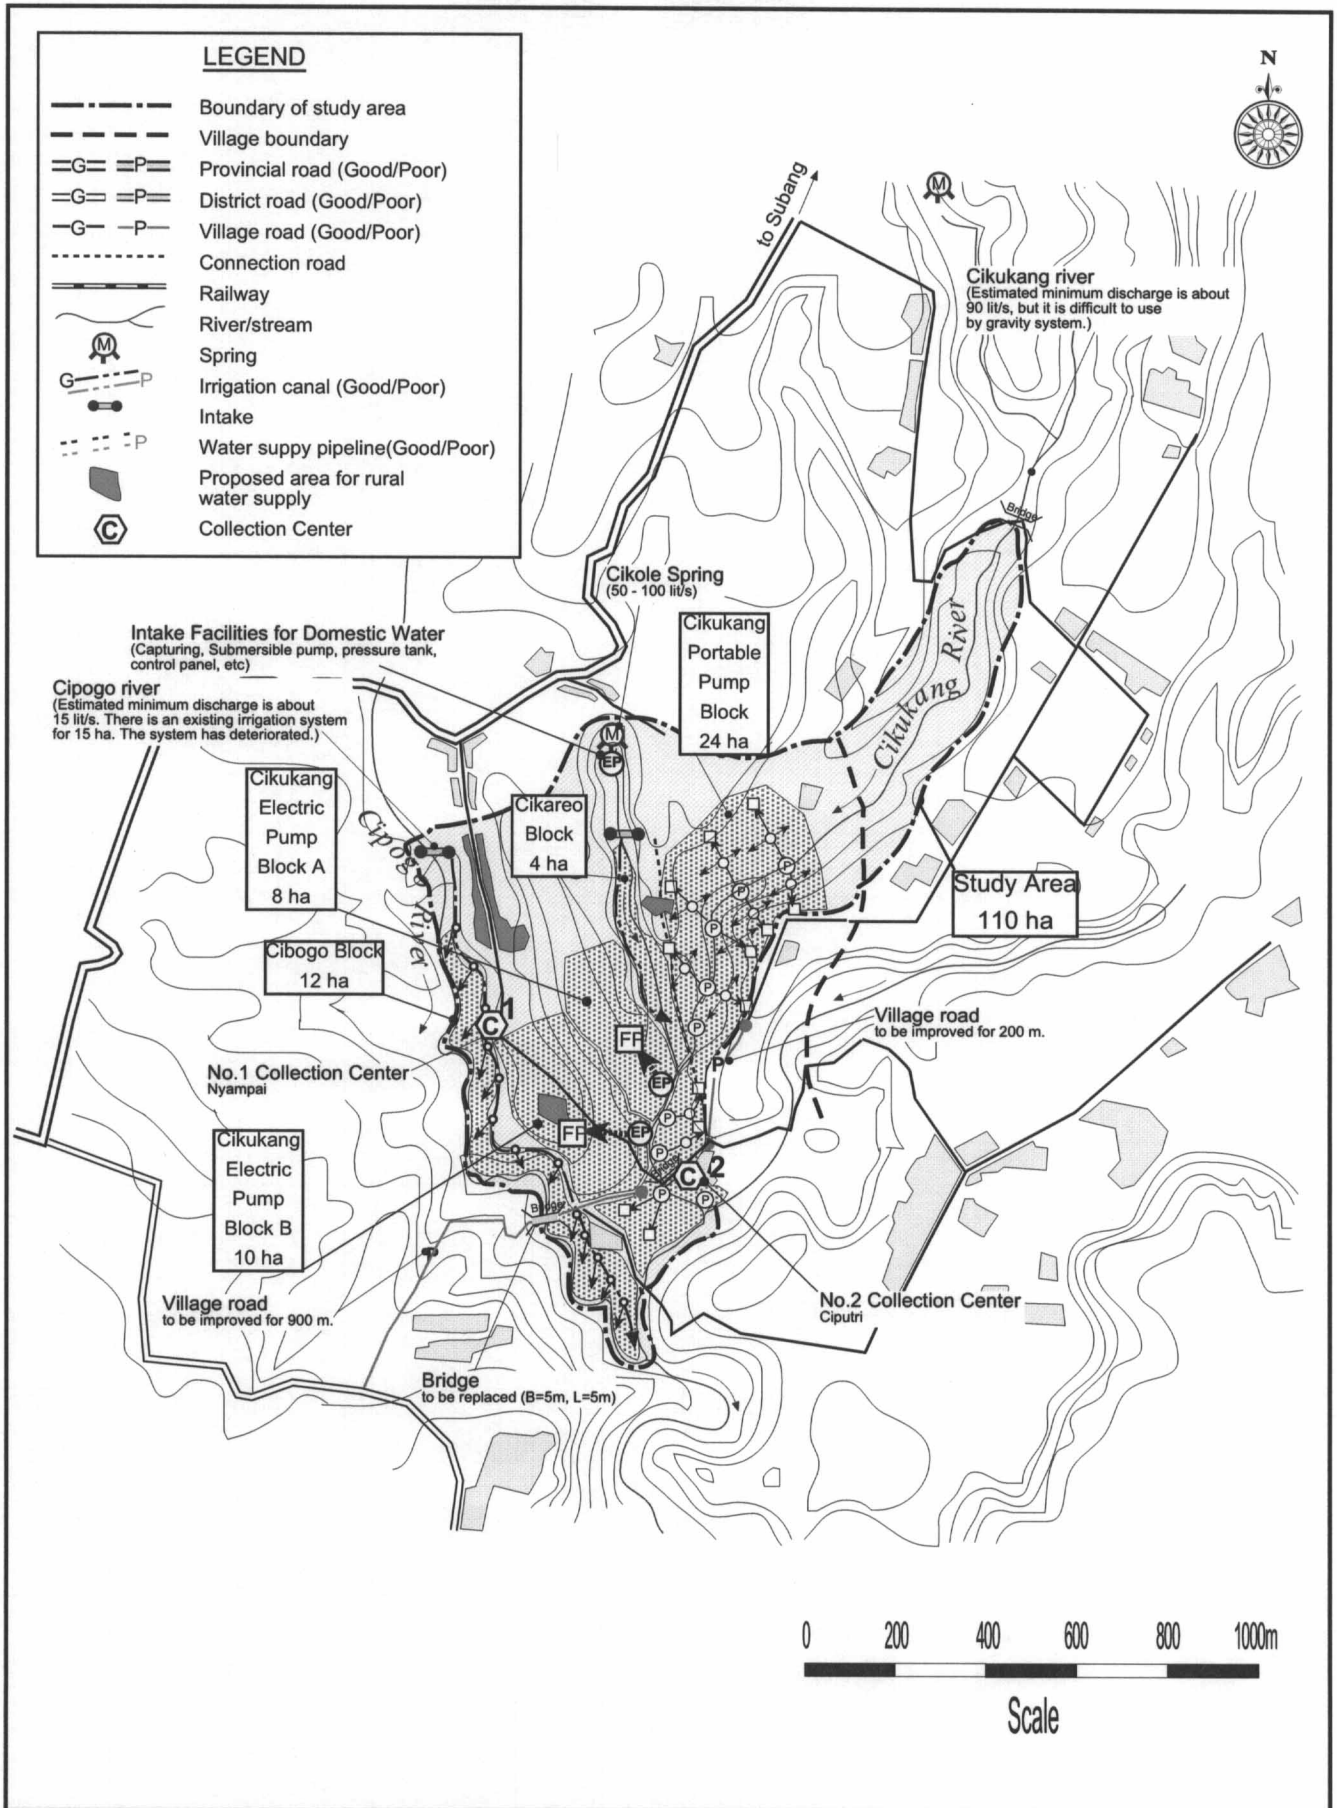 LEGEND
Boundary of study area
Village boundary
G P Provincial road (Good/Poor)
G P District road (Good/Poor)
G P Village road (Good/Poor)
Connection road
Railway
River/stream
M Spring
G P Irrigation canal (Good/Poor)
Intake
P Water suppy pipeline(Good/Poor)
Proposed area for rural
water supply
C Collection Center
N
to Subang
M
Cikukang river
(Estimated minimum discharge is about
90 lit/s, but it is difficult to use
by gravity system.)
Bridge
Cikole Spring
(50 - 100 lit/s)
Cikukang
Portable
Pump
Block
24 ha
Cikukang River
Intake Facilities for Domestic Water
(Capturing, Submersible pump, pressure tank,
control panel, etc)
Cipogo river
(Estimated minimum discharge is about
15 lit/s. There is an existing irrigation system
for 15 ha. The system has deteriorated.)
M
EP
Cikukang
Electric
Pump
Block A
8 ha
Cipogo River
Cikareo
Block
4 ha
P
P
P
P
P
Study Area
110 ha
Cibogo Block
12 ha
C 1
Village road
to be improved for 200 m.
P
FP
EP
No.1 Collection Center
Nyampai
P
FP
EP
P
Cikukang
Electric
Pump
Block B
10 ha
Bridge
C 2
P
P
Bridge
Village road
to be improved for 900 m.
No.2 Collection Center
Ciputri
Bridge
to be replaced (B=5m, L=5m)
0 200 400 600 800 1000m
Scale